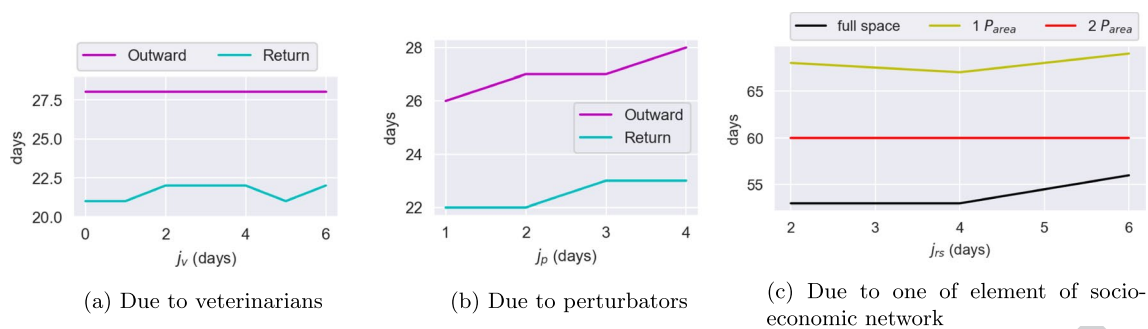 Outward Return
27.5
25.0
22.5
20.0
days
0 2 4 6
j_v (days)
(a) Due to veterinarians
28
26
24
22
days
Outward
Return
1 2 3 4
j_p (days)
(b) Due to perturbators
full space 1 P_area 2 P_area
65
60
55
days
2 3 4 5 6
j_rs (days)
(c) Due to one of element of socio-
economic network